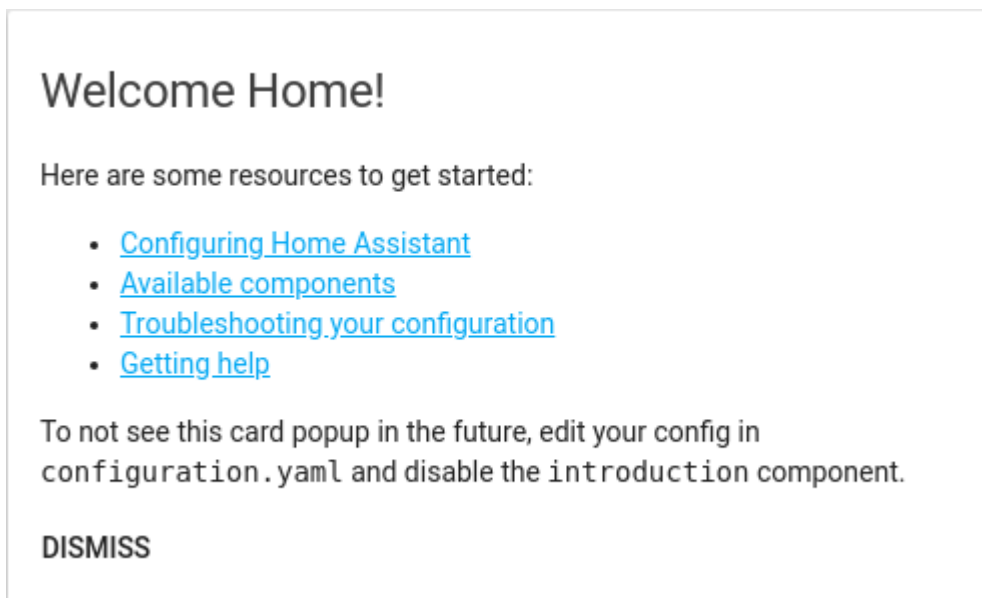 Welcome Home!
Here are some resources to get started:
Configuring Home Assistant
Available components
Troubleshooting your configuration
Getting help
To not see this card popup in the future, edit your config in
configuration.yaml and disable the introduction component.
DISMISS